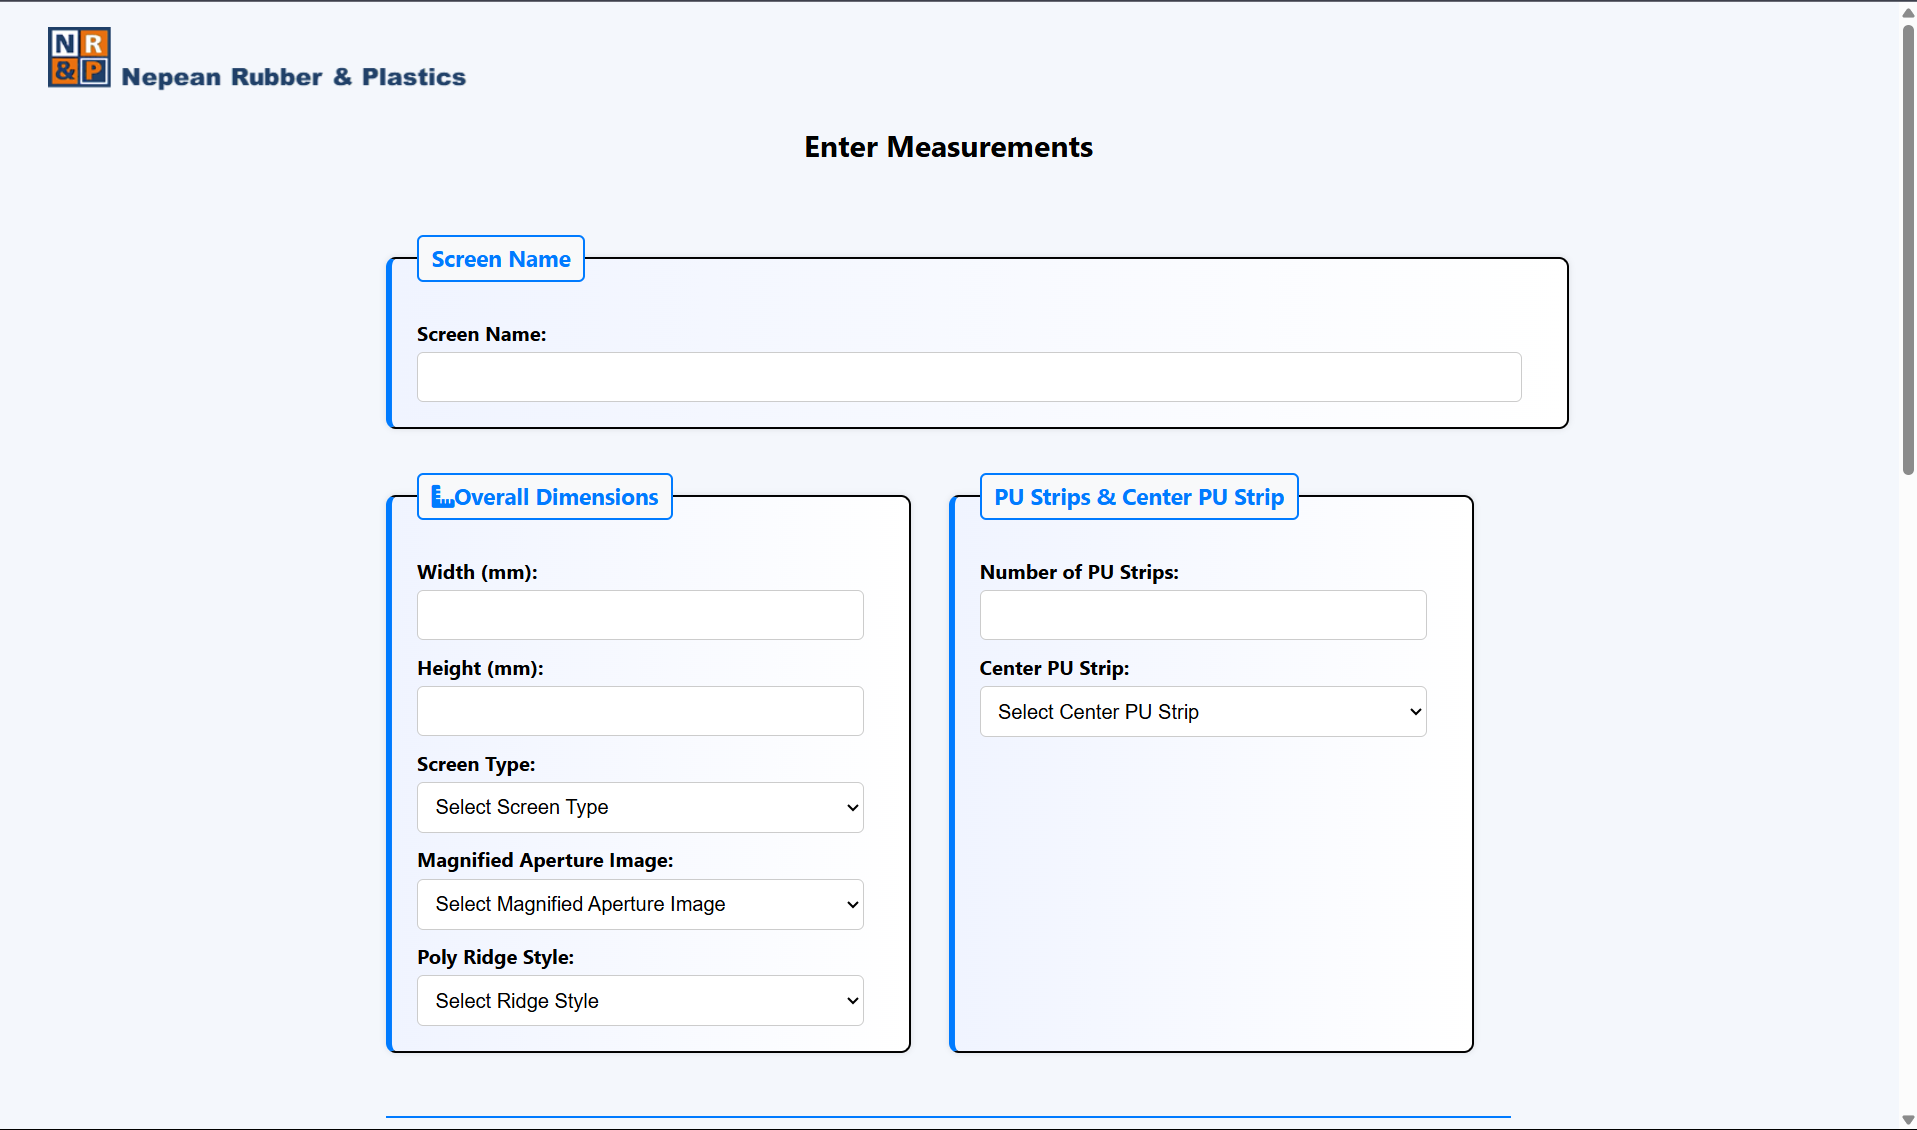 NR
&P
Nepean Rubber & Plastics
Enter Measurements
Screen Name
Screen Name:
Overall Dimensions
Width (mm):
Height (mm):
Screen Type:
Select Screen Type
Magnified Aperture Image:
Select Magnified Aperture Image
Poly Ridge Style:
Select Ridge Style
PU Strips & Center PU Strip
Number of PU Strips:
Center PU Strip:
Select Center PU Strip